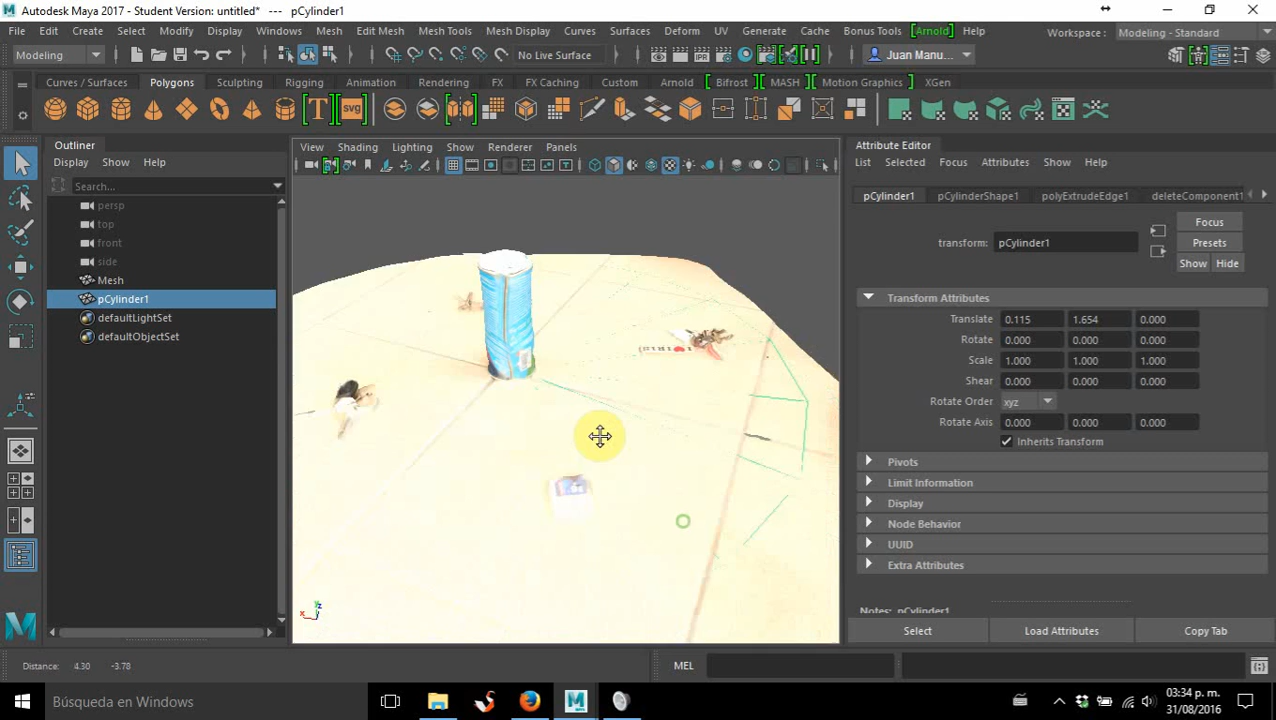 Autodesk Maya 2017 - Student Version: untitled*   ---   pCylinder1
File Edit Create Select Modify Display Windows Mesh Edit Mesh Mesh Tools Mesh Display Curves Surfaces Deform UV Generate Cache Bonus Tools [Arnold] Help Workspace : Modeling - Standard
Modeling No Live Surface Juan Manu...
Curves / Surfaces Polygons Sculpting Rigging Animation Rendering FX FX Caching Custom Arnold Bifrost MASH Motion Graphics XGen
T svg
Outliner
Display Show Help
Search...
persp
top
front
side
Mesh
pCylinder1
defaultLightSet
defaultObjectSet
View Shading Lighting Show Renderer Panels
Attribute Editor
List Selected Focus Attributes Show Help
pCylinder1 pCylinderShape1 polyExtrudeEdge1 deleteComponent1
Focus
transform: pCylinder1 Presets
Show Hide
Transform Attributes
Translate 0.115 1.654 0.000
Rotate 0.000 0.000 0.000
Scale 1.000 1.000 1.000
Shear 0.000 0.000 0.000
Rotate Order xyz
Rotate Axis 0.000 0.000 0.000
Inherits Transform
Pivots
Limit Information
Display
Node Behavior
UUID
Extra Attributes
Notes: pCylinder1
Select Load Attributes Copy Tab
Distance: 4.30 -3.78 MEL
Búsqueda en Windows
03:34 p. m.
31/08/2016